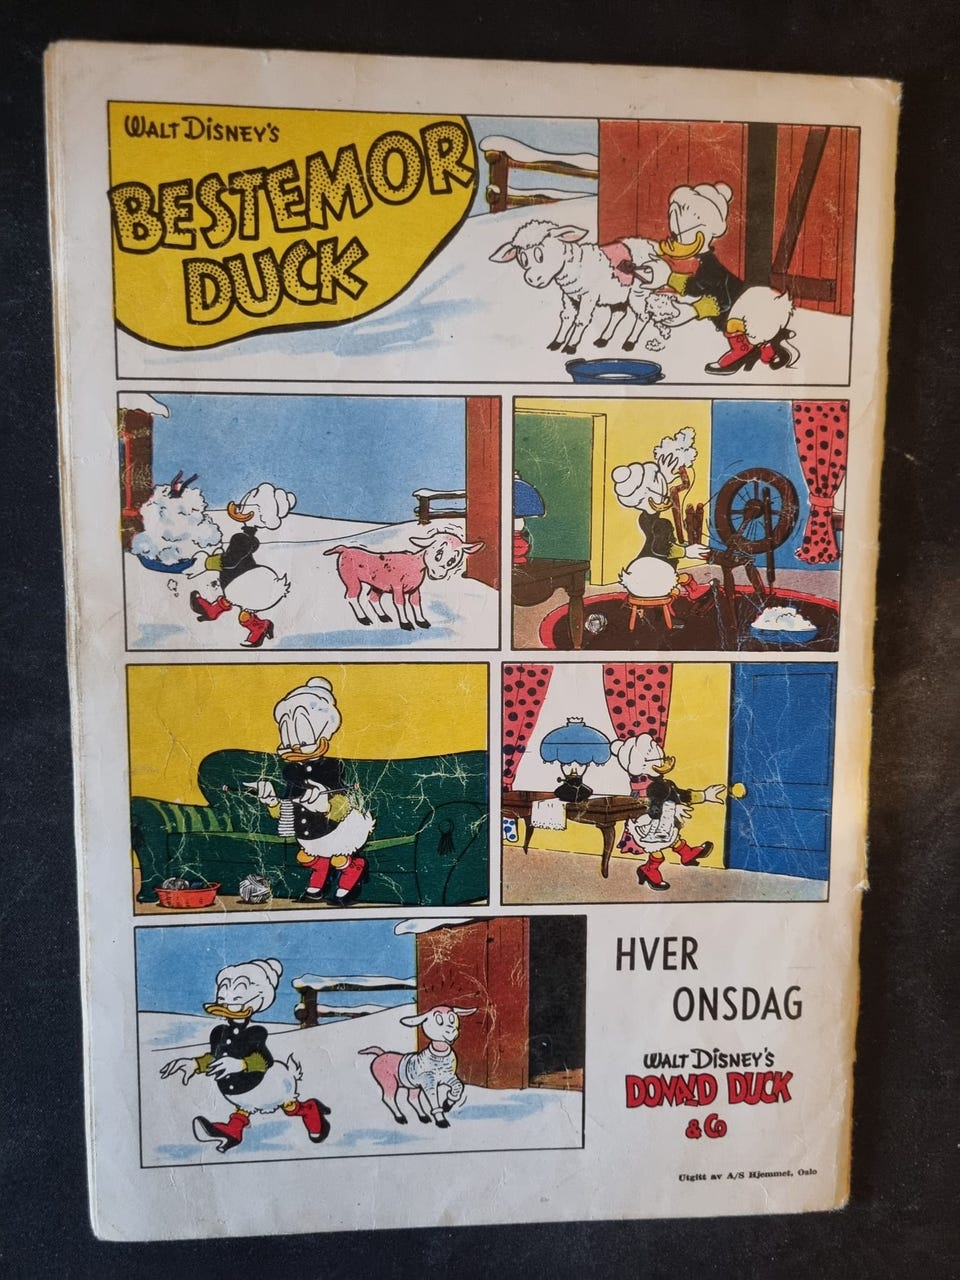 WALT DISNEY'S
BESTEMOR
DUCK
HVER
ONSDAG
WALT DISNEY'S
DONALD DUCK
& Co
Utgitt av A/S Hjemmet, Oslo